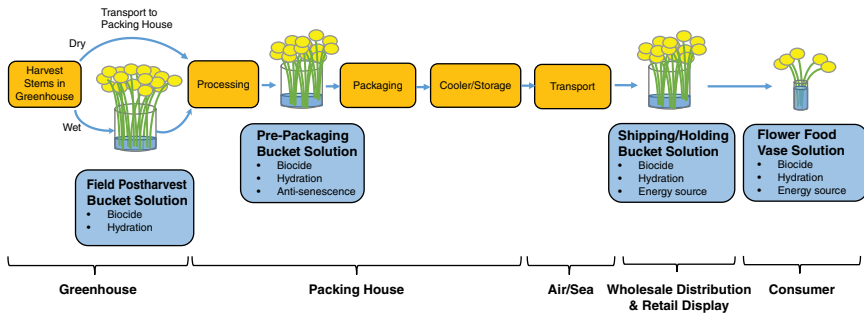 Transport to
Packing House
Dry
Harvest
Stems in
Greenhouse
Wet
Processing
Packaging
Cooler/Storage
Transport
Field Postharvest
Bucket Solution
• Biocide
• Hydration
Pre-Packaging
Bucket Solution
• Biocide
• Hydration
• Anti-senescence
Shipping/Holding
Bucket Solution
• Biocide
• Hydration
• Energy source
Flower Food
Vase Solution
• Biocide
• Hydration
• Energy source
Greenhouse
Packing House
Air/Sea
Wholesale Distribution
& Retail Display
Consumer